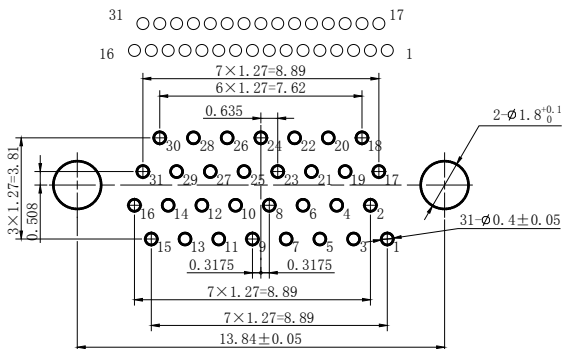 31 17
16 1
7×1.27=8.89
6×1.27=7.62
0.635
2-Ø1.8+0.1 0
30 28 26 24 22 20 18
31 29 27 25 23 21 19 17
3×1.27=3.81
0.508
16 14 12 10 8 6 4 2
31-Ø0.4±0.05
15 13 11 9 7 5 3 1
0.3175 0.3175
7×1.27=8.89
7×1.27=8.89
13.84±0.05